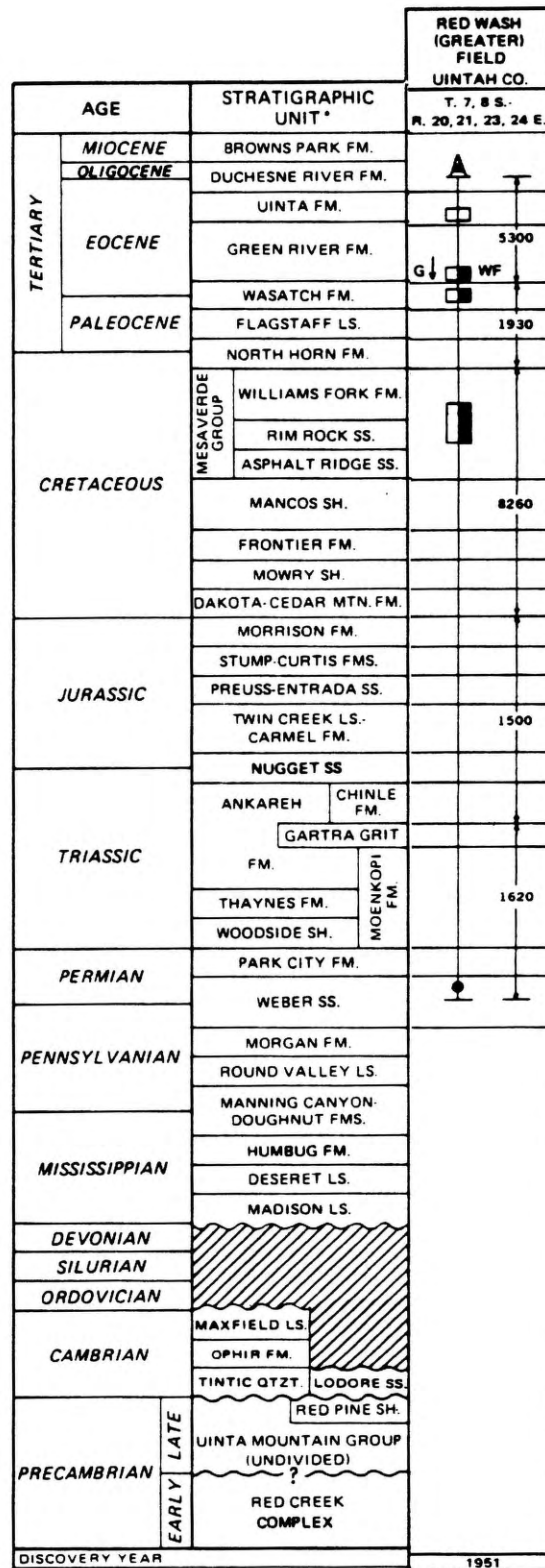 RED WASH
(GREATER)
FIELD
UINTAH CO.
AGE
STRATIGRAPHIC
UNIT*
T. 7, 8 S.-
R. 20, 21, 23, 24 E.
TERTIARY
MIOCENE
BROWNS PARK FM.
OLIGOCENE
DUCHESNE RIVER FM.
EOCENE
UINTA FM.
GREEN RIVER FM.
5300
G
WF
WASATCH FM.
PALEOCENE
FLAGSTAFF LS.
1930
NORTH HORN FM.
CRETACEOUS
MESAVERDE
GROUP
WILLIAMS FORK FM.
RIM ROCK SS.
ASPHALT RIDGE SS.
MANCOS SH.
8260
FRONTIER FM.
MOWRY SH.
DAKOTA-CEDAR MTN. FM.
JURASSIC
MORRISON FM.
STUMP-CURTIS FMS.
PREUSS-ENTRADA SS.
TWIN CREEK LS.-
CARMEL FM.
1500
NUGGET SS
TRIASSIC
ANKAREH
CHINLE
FM.
GARTRA GRIT
FM.
MOENKOPI
FM.
THAYNES FM.
1620
WOODSIDE SH.
PERMIAN
PARK CITY FM.
WEBER SS.
PENNSYLVANIAN
MORGAN FM.
ROUND VALLEY LS.
MANNING CANYON-
DOUGHNUT FMS.
MISSISSIPPIAN
HUMBUG FM.
DESERET LS.
MADISON LS.
DEVONIAN
SILURIAN
ORDOVICIAN
CAMBRIAN
MAXFIELD LS.
OPHIR FM.
TINTIC QTZT.
LODORE SS.
PRECAMBRIAN
LATE
RED PINE SH.
UINTA MOUNTAIN GROUP
(UNDIVIDED)
?
EARLY
RED CREEK
COMPLEX
DISCOVERY YEAR
1951